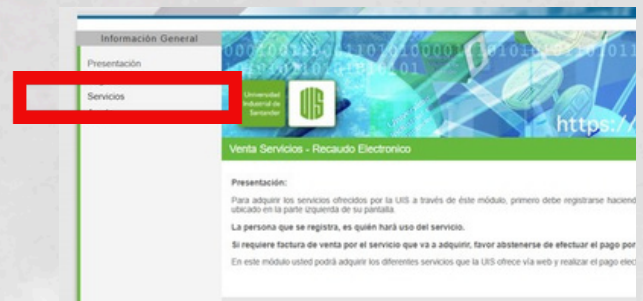 Información General
Presentación
Servicios
Universidad
Industrial de
Santander
UIS
https:/
Venta Servicios - Recaudo Electronico
Presentación:
Para adquirir los servicios ofrecidos por la UIS a través de éste módulo, primero debe registrarse haciend
ubicado en la parte izquierda de su pantalla.
La persona que se registra, es quién hará uso del servicio.
Si requiere factura de venta por el servicio que va a adquirir, favor abstenerse de efectuar el pago por
En este módulo usted podrá adquirir los diferentes servicios que la UIS ofrece vía web y realizar el pago elec